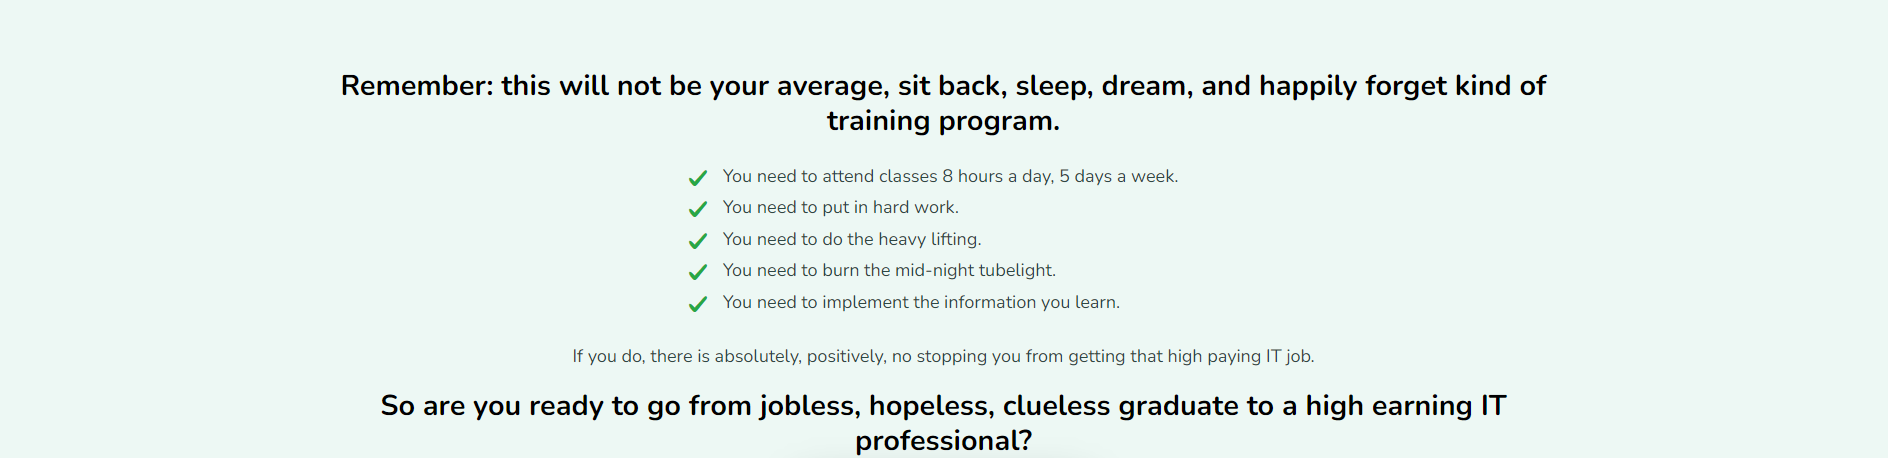 Remember: this will not be your average, sit back, sleep, dream, and happily forget kind of
training program.
You need to attend classes 8 hours a day, 5 days a week.
You need to put in hard work.
You need to do the heavy lifting.
You need to burn the mid-night tubelight.
You need to implement the information you learn.
If you do, there is absolutely, positively, no stopping you from getting that high paying IT job.
So are you ready to go from jobless, hopeless, clueless graduate to a high earning IT
professional?